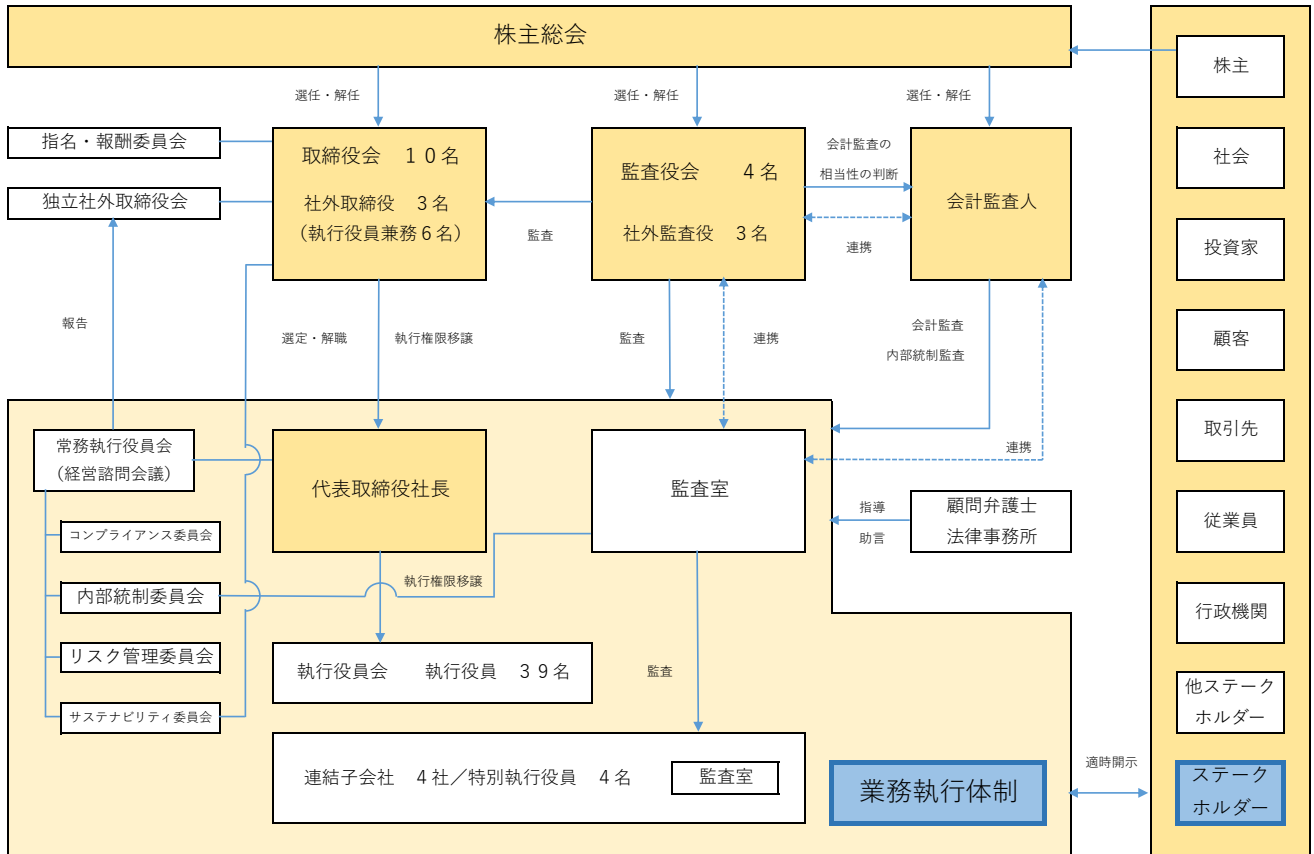 株主総会
株主
選任・解任
選任・解任
選任・解任
指名・報酬委員会
独立社外取締役会
取締役会　１０名
社外取締役　３名
（執行役員兼務６名）
監査
監査役会　　４名
社外監査役　３名
会計監査の
相当性の判断
連携
会計監査人
社会
投資家
報告
選定・解職
執行権限移譲
監査
連携
会計監査
内部統制監査
顧客
常務執行役員会
（経営諮問会議）
代表取締役社長
監査室
連携
取引先
指導
助言
顧問弁護士
法律事務所
従業員
コンプライアンス委員会
内部統制委員会
リスク管理委員会
サステナビリティ委員会
執行権限移譲
行政機関
執行役員会　　執行役員　３９名
監査
他ステーク
ホルダー
連結子会社　４社／特別執行役員　４名
監査室
業務執行体制
適時開示
ステーク
ホルダー